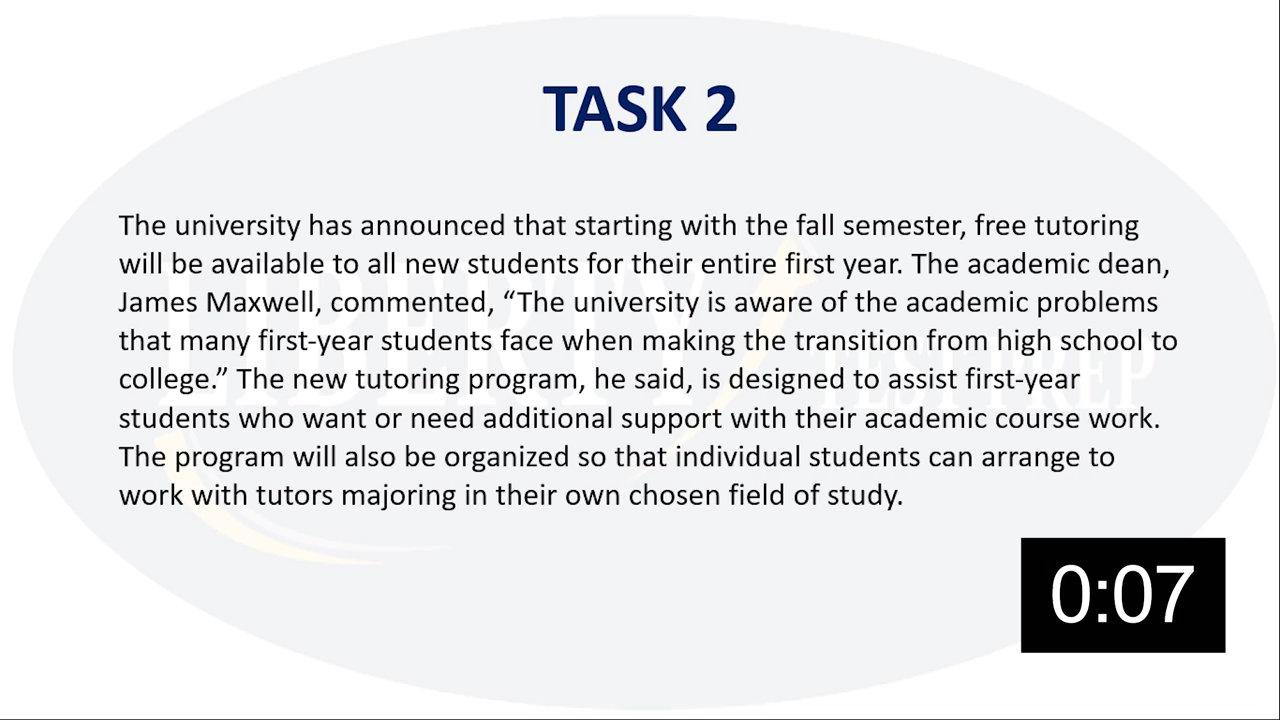 TASK 2
The university has announced that starting with the fall semester, free tutoring
will be available to all new students for their entire first year. The academic dean,
James Maxwell, commented, “The university is aware of the academic problems
that many first-year students face when making the transition from high school to
college.” The new tutoring program, he said, is designed to assist first-year
students who want or need additional support with their academic course work.
The program will also be organized so that individual students can arrange to
work with tutors majoring in their own chosen field of study.
LIBERTY TEST PREP
0:07